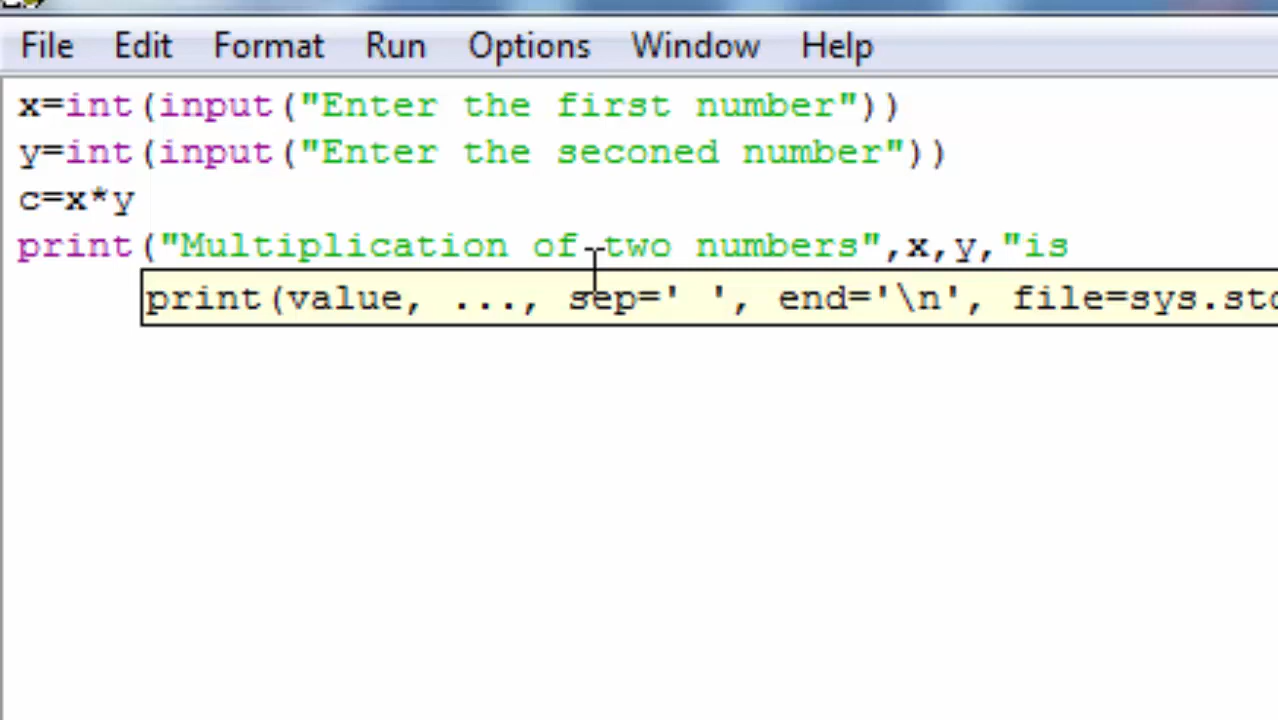 File Edit Format Run Options Window Help
x=int(input("Enter the first number"))
y=int(input("Enter the seconed number"))
c=x*y
print("Multiplication of two numbers",x,y,"is
print(value, ..., sep=' ', end='\n', file=sys.stc